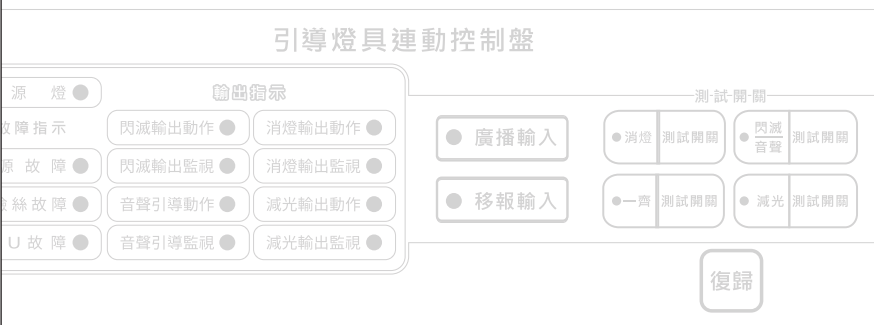 引導燈具連動控制盤
源 燈
輸出指示
測-試-開-關
故障指示
閃滅輸出動作
消燈輸出動作
廣播輸入
消燈
測試開關
閃滅
音聲
測試開關
源 故 障
閃滅輸出監視
消燈輸出監視
絲故障
音聲引導動作
減光輸出動作
移報輸入
一齊
測試開關
減光
測試開關
U故 障
音聲引導監視
減光輸出監視
復歸